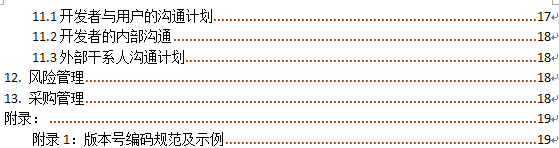 11.1 开发者与用户的沟通计划........................................17
11.2 开发者的内部沟通........................................18
11.3 外部干系人沟通计划........................................18
12. 风险管理........................................18
13. 采购管理........................................18
附录：........................................19
附录 1：版本号编码规范及示例........................................19